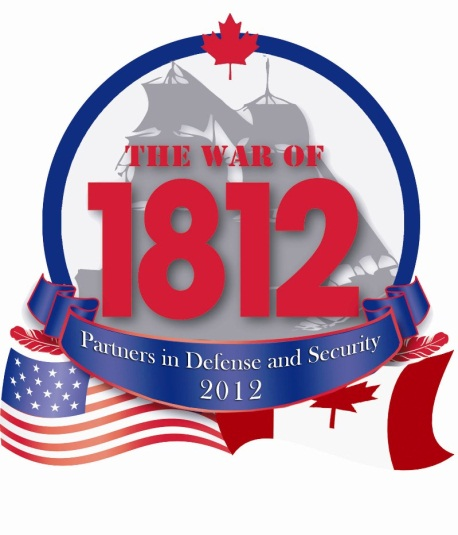 THE WAR OF
1812
Partners in Defense and Security
2012